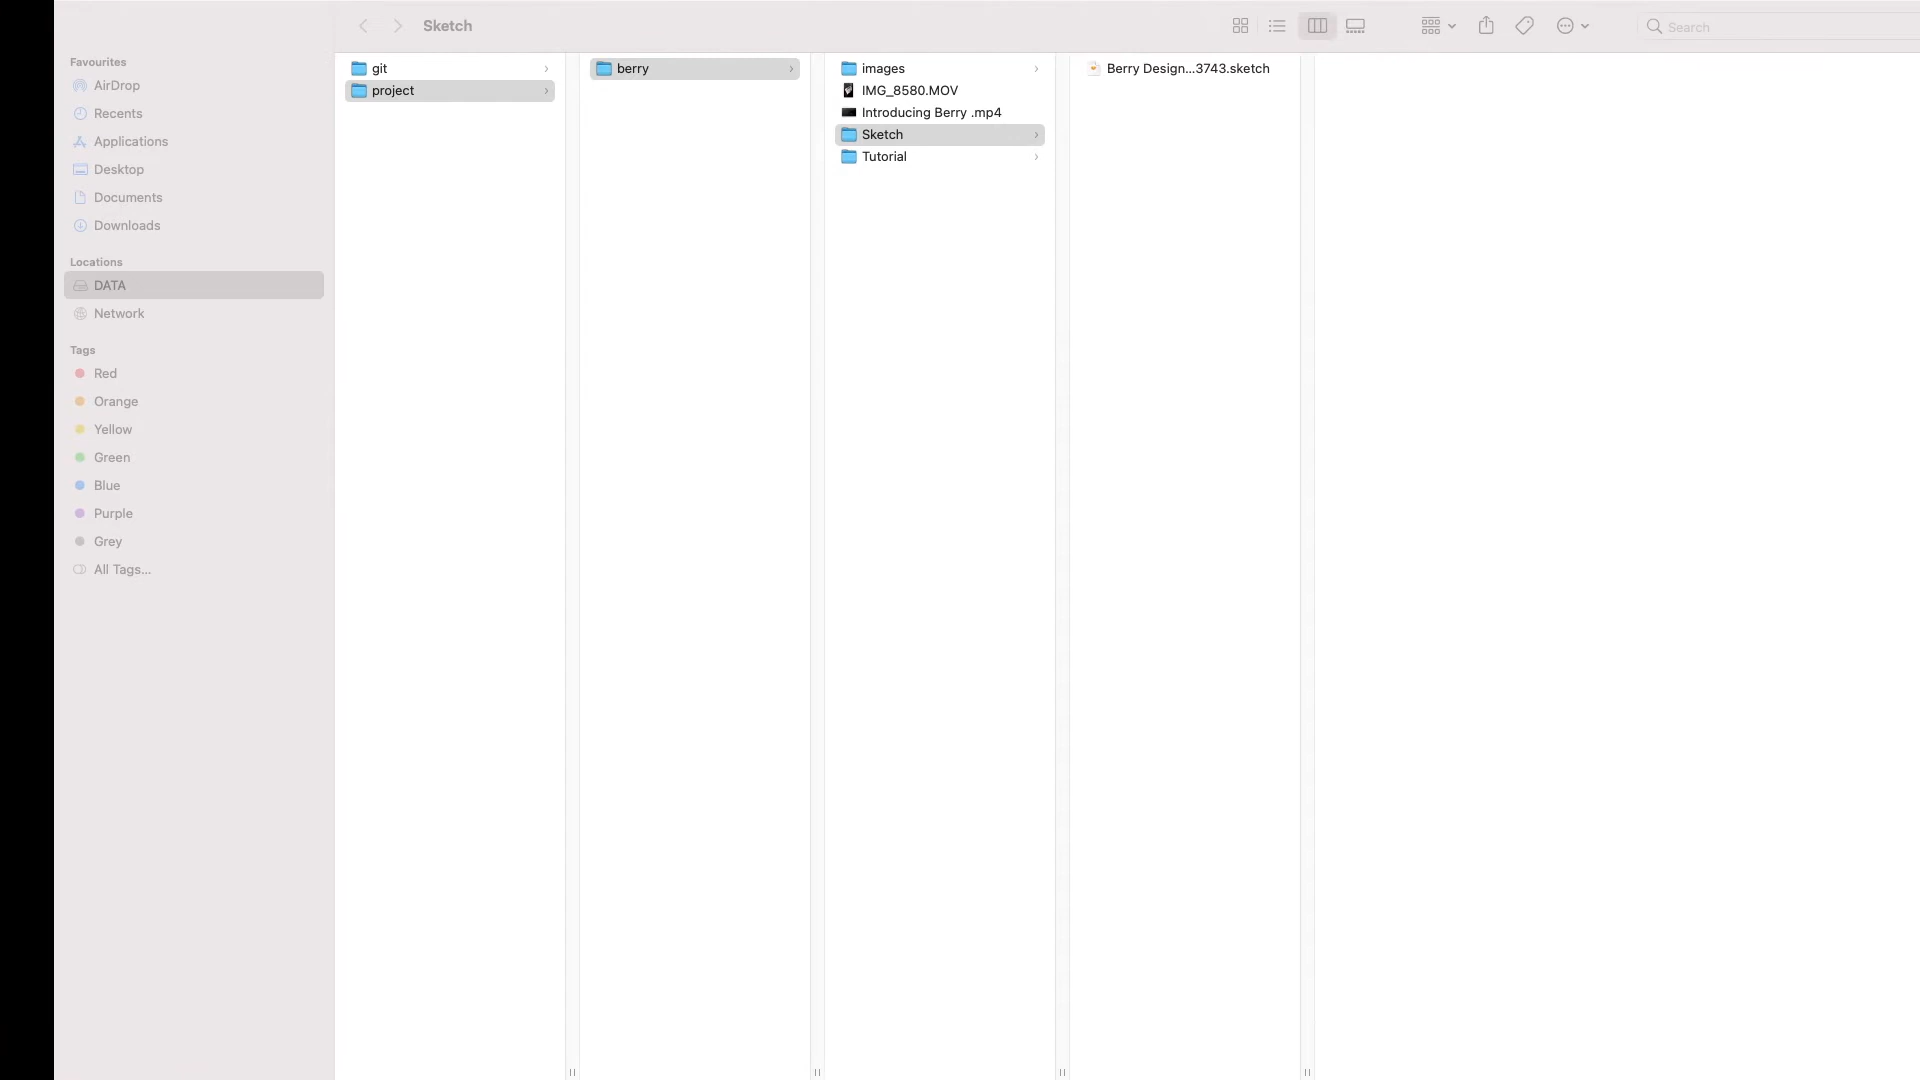 Sketch
Search
Favourites
AirDrop
Recents
Applications
Desktop
Documents
Downloads
Locations
DATA
Network
Tags
Red
Orange
Yellow
Green
Blue
Purple
Grey
All Tags...
git
project
berry
images
IMG_8580.MOV
Introducing Berry .mp4
Sketch
Tutorial
Berry Design...3743.sketch